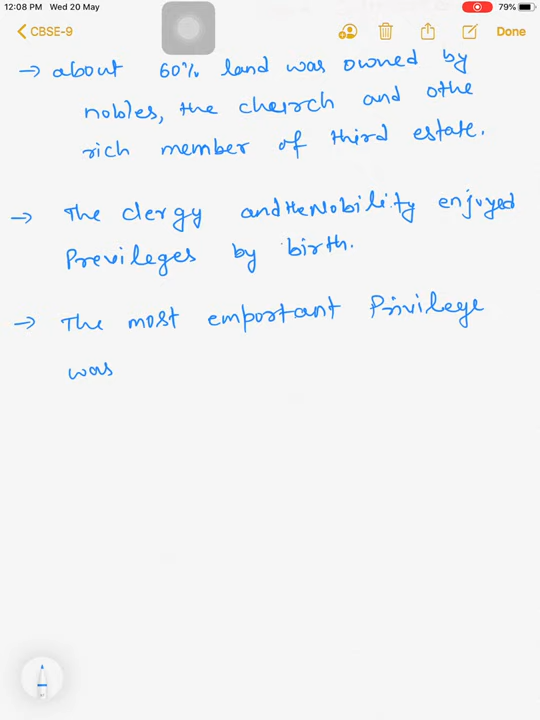 12:08 PM Wed 20 May 79%
CBSE-9 Done
→ about 60% land was owned by
nobles, the cheirch and othe
rich member of third estate.
→ The clergy and the Nobility enjoyed
Previleges by birth.
→ The most emportant Privilege
was